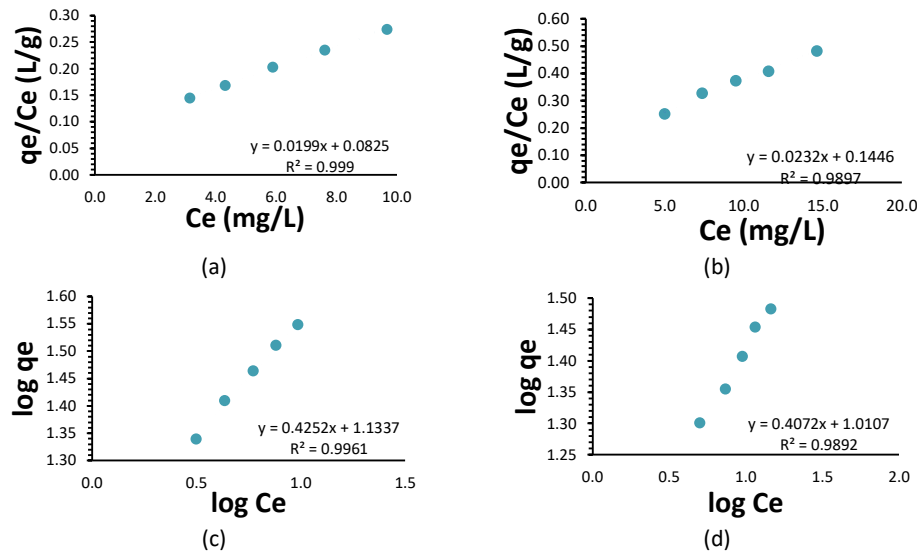 qe/Ce (L/g)
0.30
0.25
0.20
0.15
0.10
0.05
0.00
y = 0.0199x + 0.0825
R² = 0.999
0.0 2.0 4.0 6.0 8.0 10.0
Ce (mg/L)
(a)
qe/Ce (L/g)
0.60
0.50
0.40
0.30
0.20
0.10
0.00
y = 0.0232x + 0.1446
R² = 0.9897
0.0 5.0 10.0 15.0 20.0
Ce (mg/L)
(b)
log qe
1.60
1.55
1.50
1.45
1.40
1.35
1.30
y = 0.4252x + 1.1337
R² = 0.9961
0.0 0.5 1.0 1.5
log Ce
(c)
log qe
1.50
1.45
1.40
1.35
1.30
1.25
y = 0.4072x + 1.0107
R² = 0.9892
0.0 0.5 1.0 1.5 2.0
log Ce
(d)